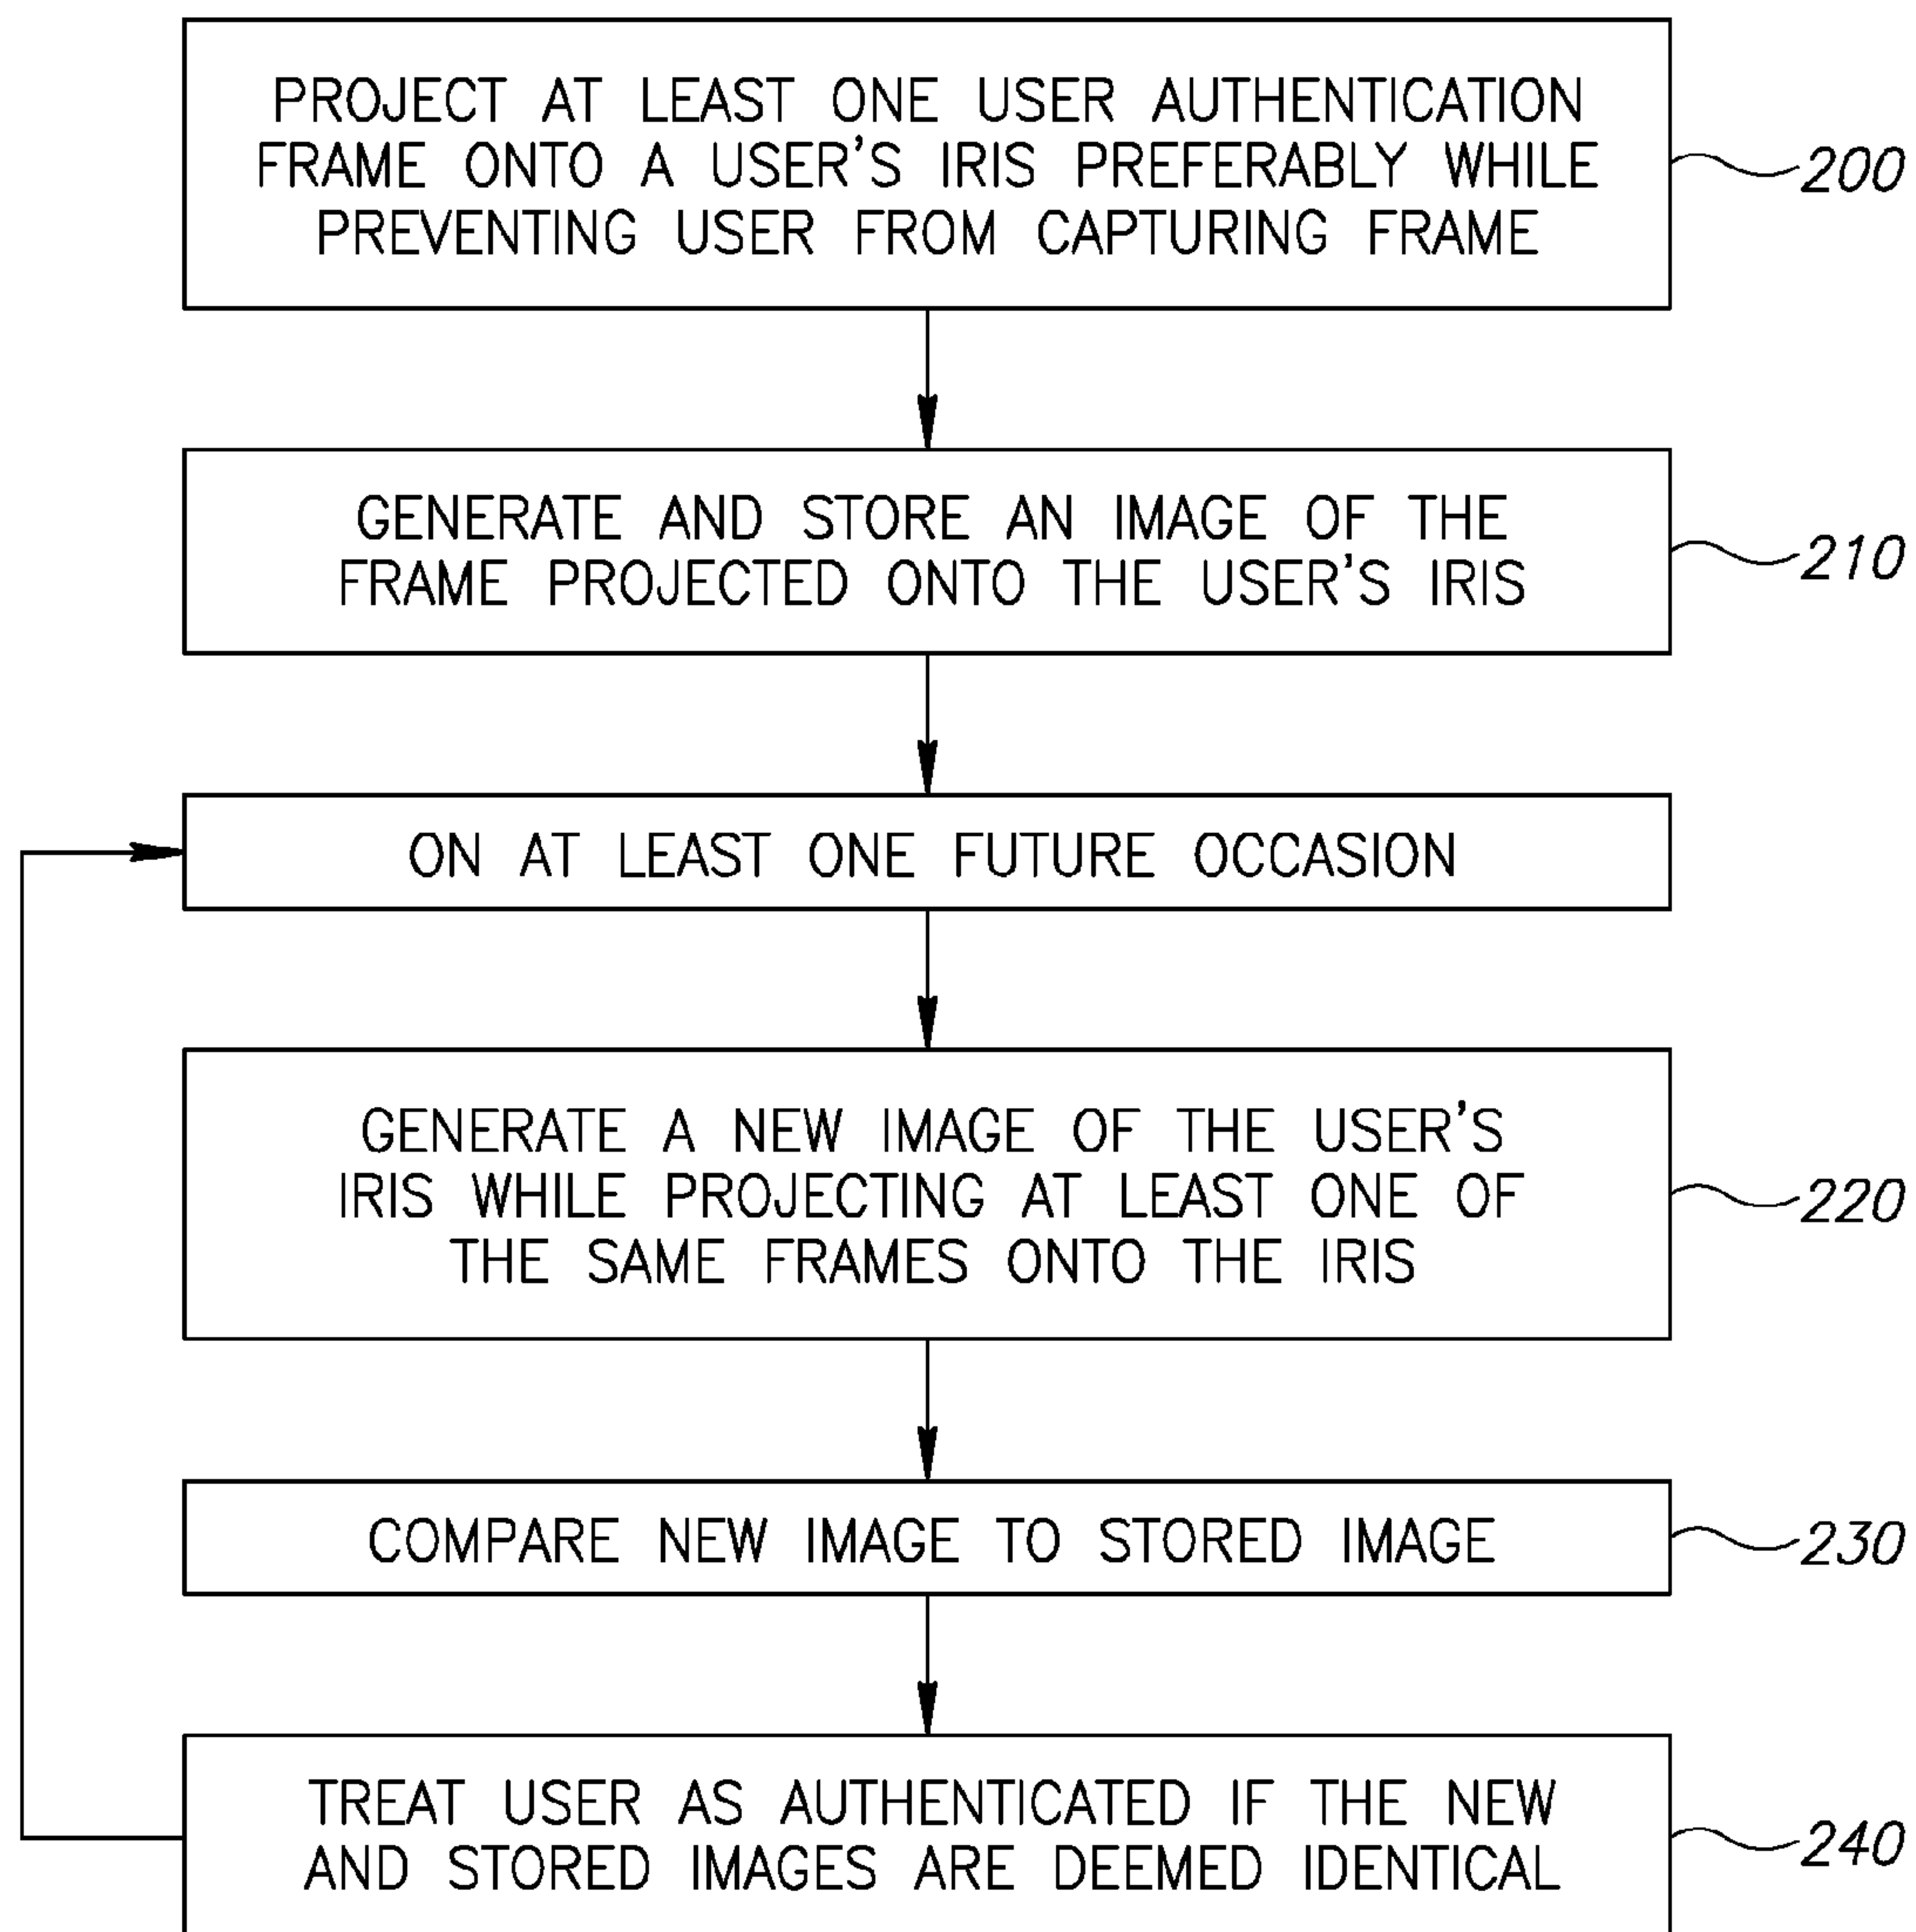 PROJECT AT LEAST ONE USER AUTHENTICATION
FRAME ONTO A USER'S IRIS PREFERABLY WHILE
PREVENTING USER FROM CAPTURING FRAME
200
GENERATE AND STORE AN IMAGE OF THE
FRAME PROJECTED ONTO THE USER'S IRIS
210
ON AT LEAST ONE FUTURE OCCASION
GENERATE A NEW IMAGE OF THE USER'S
IRIS WHILE PROJECTING AT LEAST ONE OF
THE SAME FRAMES ONTO THE IRIS
220
COMPARE NEW IMAGE TO STORED IMAGE
230
TREAT USER AS AUTHENTICATED IF THE NEW
AND STORED IMAGES ARE DEEMED IDENTICAL
240